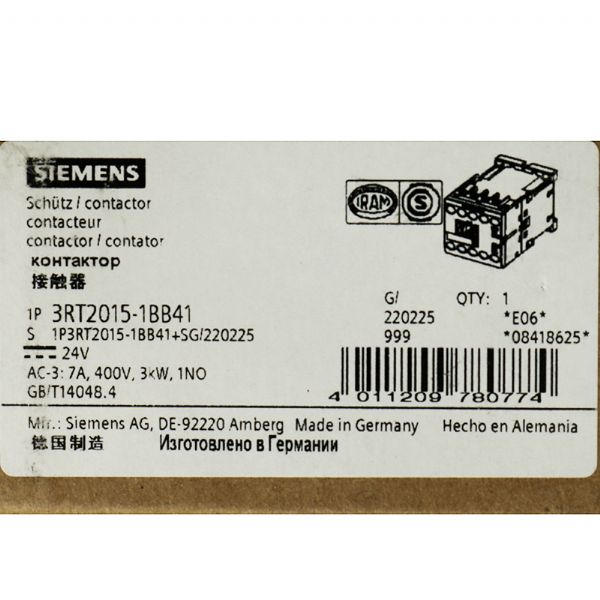 SIEMENS
Schütz / contactor
contacteur
contactor / contator
контактор
接触器
IRAM S
1P 3RT2015-1BB41
S 1P3RT2015-1BB41+SG/220225
G/ QTY: 1
220225 *E06*
999 *08418625*
24V
AC-3: 7A, 400V, 3kW, 1NO
GB/T14048.4
4 011209 780774
Mfr.: Siemens AG, DE-92220 Amberg Made in Germany Hecho en Alemania
德国制造 Изготовлено в Германии